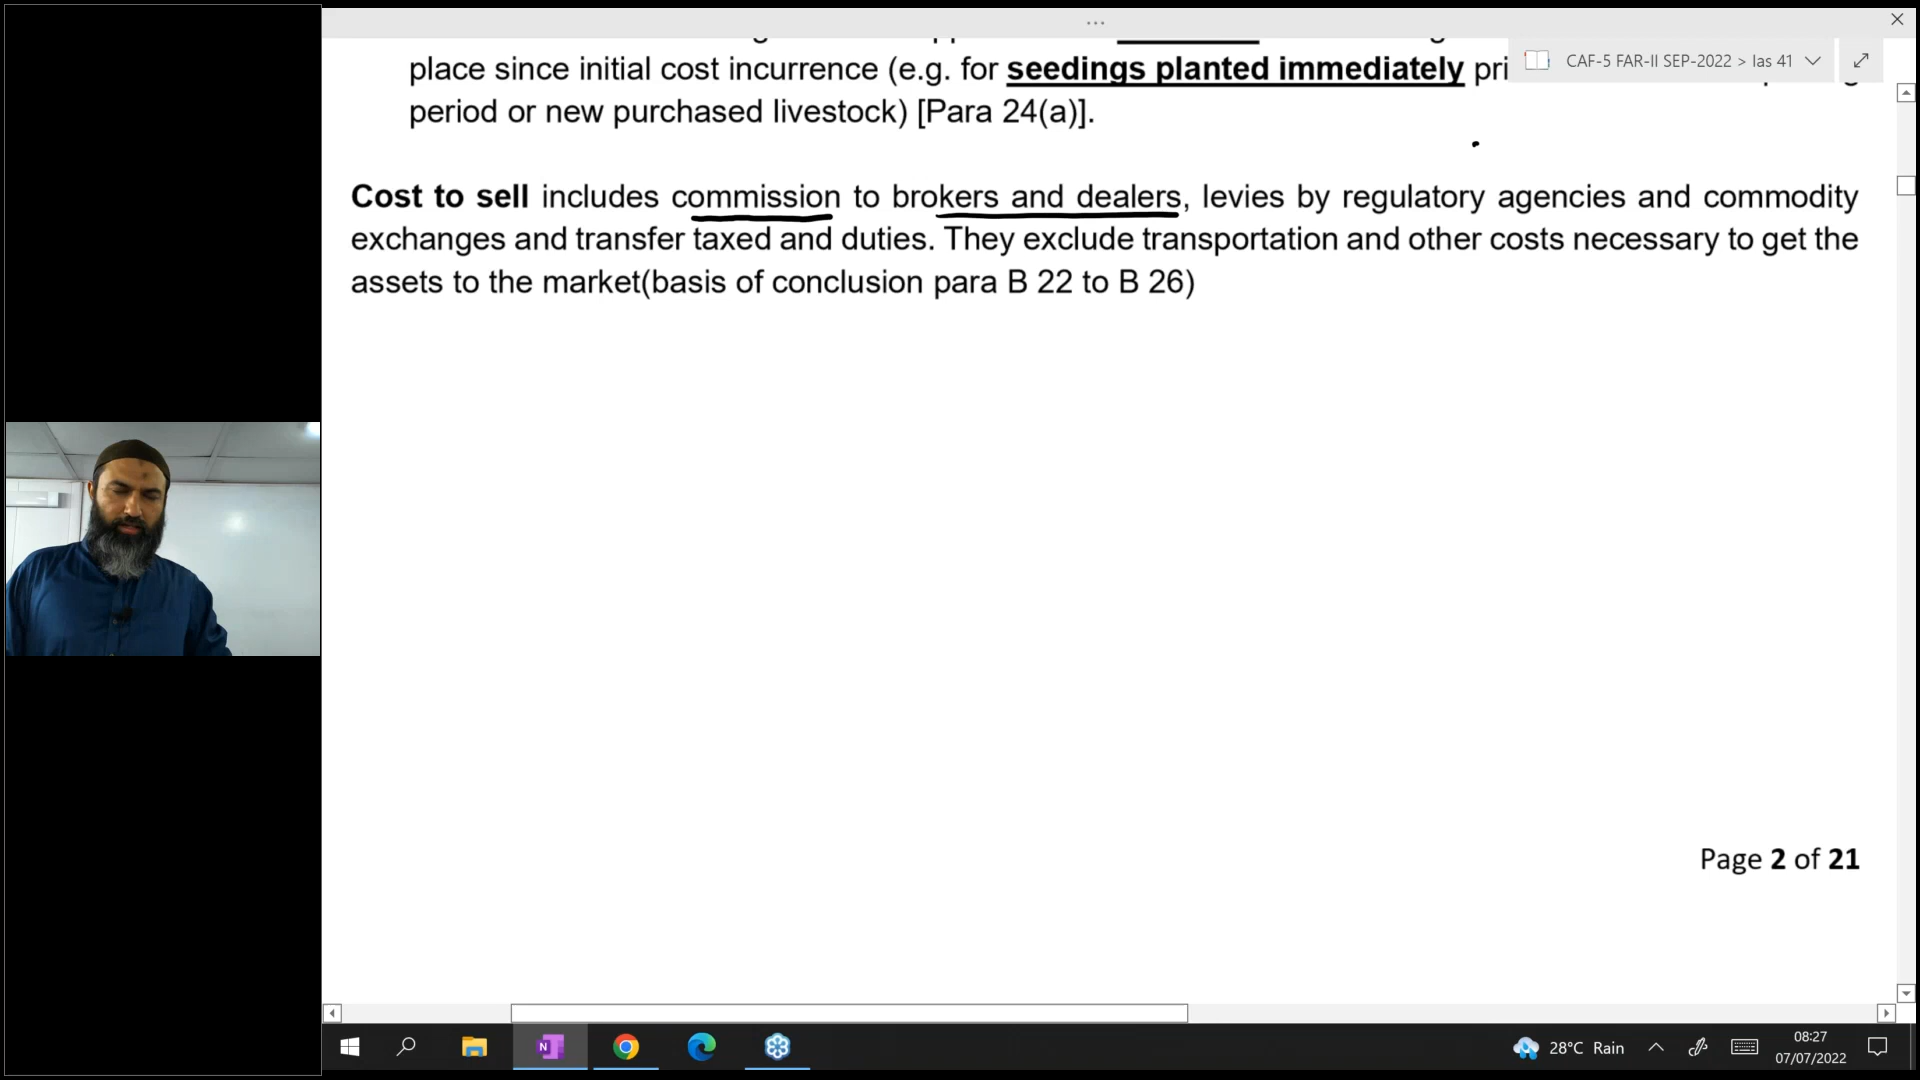 place since initial cost incurrence (e.g. for seedings planted immediately pri
CAF-5 FAR-II SEP-2022 > Ias 41
period or new purchased livestock) [Para 24(a)].
Cost to sell includes commission to brokers and dealers, levies by regulatory agencies and commodity
exchanges and transfer taxed and duties. They exclude transportation and other costs necessary to get the
assets to the market(basis of conclusion para B 22 to B 26)
Page 2 of 21
28°C Rain
08:27
07/07/2022